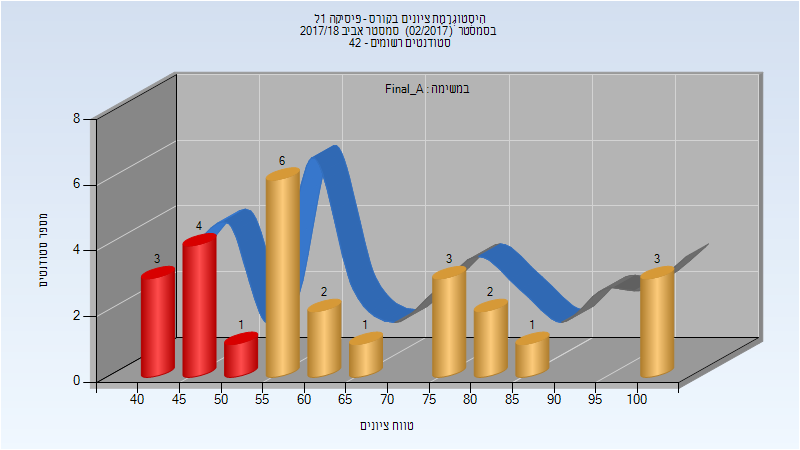 היסטוגרמת ציונים בקורס - פיסיקה 1ל
בסמסטר (02/2017) סמסטר אביב 2017/18
סטודנטים רשומים - 42
במשימה : Final_A
מספר סטודנטים
8
6
4
2
0
3
4
1
6
2
1
3
2
1
3
40 45 50 55 60 65 70 75 80 85 90 95 100
טווח ציונים